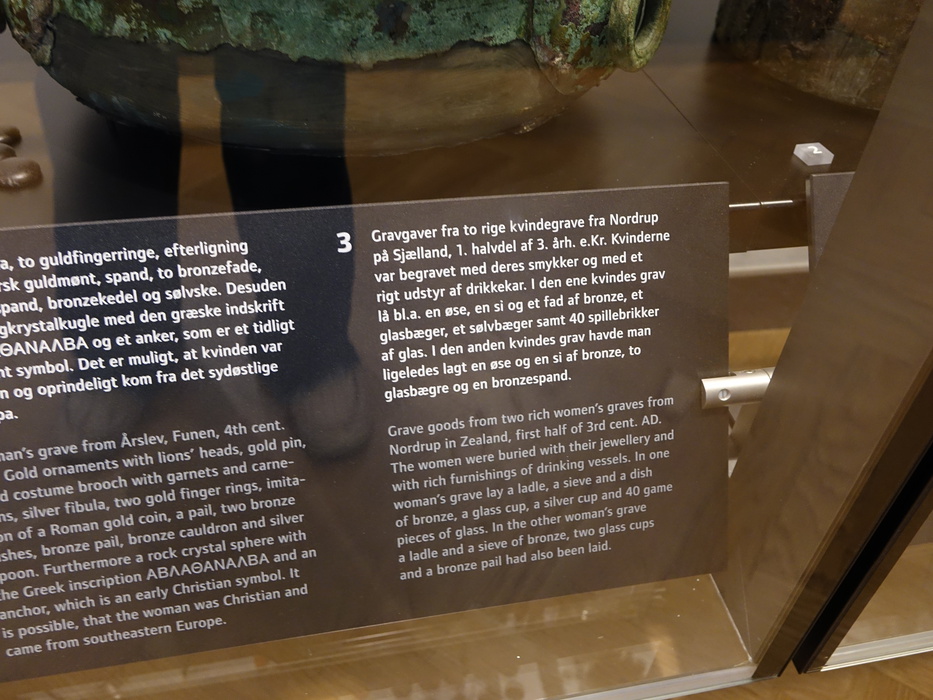 to guldfingerringe, efterligning
guldmønt, spand, to bronzefade,
bronzekedel og sølvske. Desuden
med den græske indskrift
og et anker, som er et tidligt
symbol. Det er muligt, at kvinden var
og oprindeligt kom fra det sydøstlige
grave from Årslev, Funen, 4th cent.
Gold ornaments with lions' heads, gold pin,
costume brooch with garnets and carne-
silver fibula, two gold finger rings, imita-
of a Roman gold coin, a pail, two bronze
bronze pail, bronze cauldron and silver
Furthermore a rock crystal sphere with
the Greek inscription ΑΒΛΑΘΑΝΑΛΒΑ and an
anchor, which is an early Christian symbol. It
is possible, that the woman was Christian and
came from southeastern Europe.
3
Gravgaver fra to rige kvindegrave fra Nordrup
på Sjælland, 1. halvdel af 3. årh. e.Kr. Kvinderne
var begravet med deres smykker og med et
rigt udstyr af drikkekar. I den ene kvindes grav
lå bl.a. en øse, en si og et fad af bronze, et
glasbæger, et sølvbæger samt 40 spillebrikker
af glas. I den anden kvindes grav havde man
ligeledes lagt en øse og en si af bronze, to
glasbægre og en bronzespand.
Grave goods from two rich women's graves from
Nordrup in Zealand, first half of 3rd cent. AD.
The women were buried with their jewellery and
with rich furnishings of drinking vessels. In one
woman's grave lay a ladle, a sieve and a dish
of bronze, a glass cup, a silver cup and 40 game
pieces of glass. In the other woman's grave
a ladle and a sieve of bronze, two glass cups
and a bronze pail had also been laid.
2